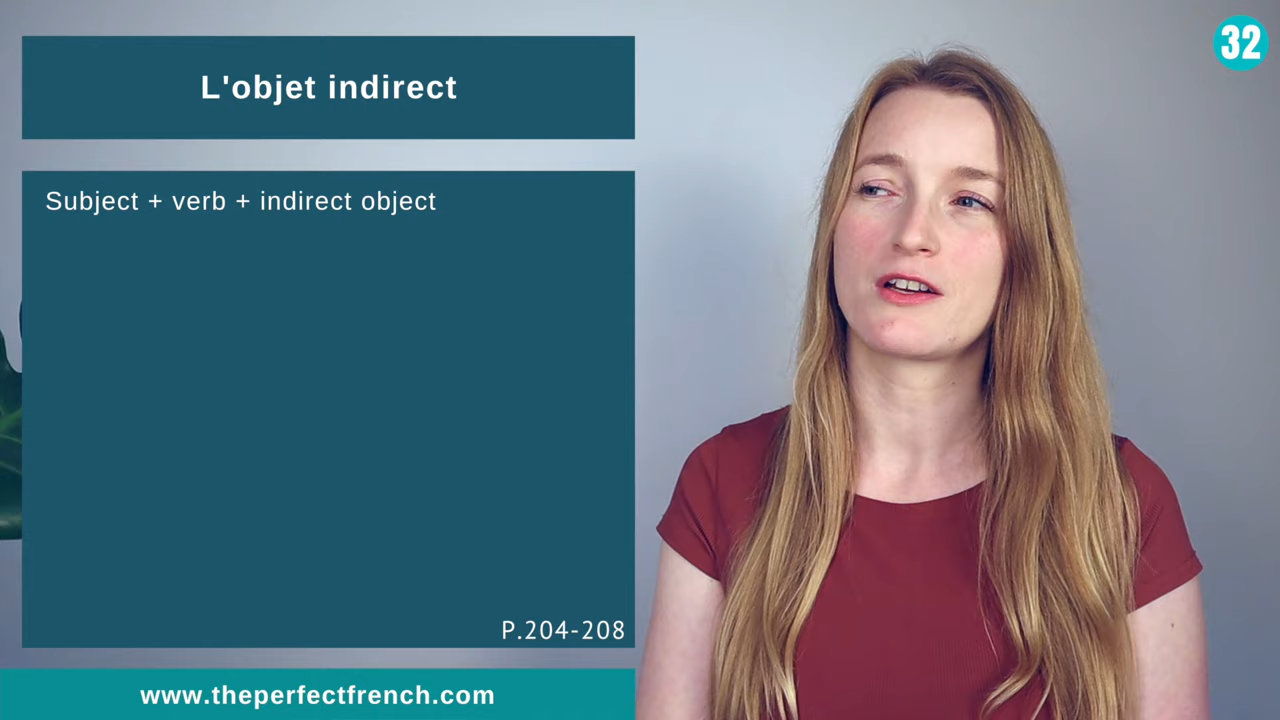 32
L'objet indirect
Subject + verb + indirect object
P.204-208
www.theperfectfrench.com